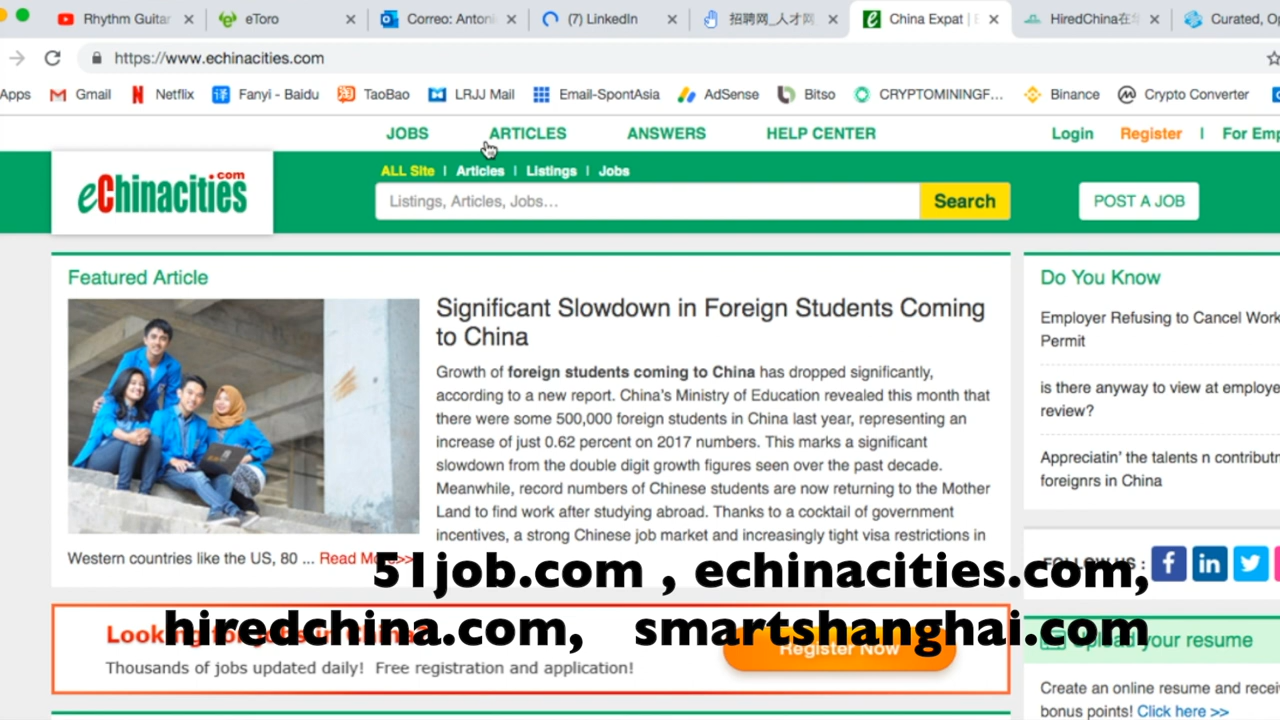 Rhythm Guitar
eToro
Correo: Antoni
(7) LinkedIn
招聘网_人才网
China Expat | E
HiredChina在
Curated, Op
https://www.echinacities.com
Apps
Gmail
Netflix
Fanyi - Baidu
TaoBao
LRJJ Mail
Email-SpontAsia
AdSense
Bitso
CRYPTOMININGF...
Binance
Crypto Converter
JOBS
ARTICLES
ANSWERS
HELP CENTER
Login
Register
|
For Emp
eChinacities.com
ALL Site | Articles | Listings | Jobs
Listings, Articles, Jobs...
Search
POST A JOB
Featured Article
Significant Slowdown in Foreign Students Coming
to China
Growth of foreign students coming to China has dropped significantly,
according to a new report. China's Ministry of Education revealed this month that
there were some 500,000 foreign students in China last year, representing an
increase of just 0.62 percent on 2017 numbers. This marks a significant
slowdown from the double digit growth figures seen over the past decade.
Meanwhile, record numbers of Chinese students are now returning to the Mother
Land to find work after studying abroad. Thanks to a cocktail of government
incentives, a strong Chinese job market and increasingly tight visa restrictions in
Western countries like the US, 80 ... Read More>>
Do You Know
Employer Refusing to Cancel Work
Permit
is there anyway to view at employe
review?
Appreciatin' the talents n contributn
foreignrs in China
FOLLOW US :
51job.com , echinacities.com,
hiredchina.com, smartshanghai.com
Looking for jobs in China?
Thousands of jobs updated daily! Free registration and application!
Register Now
Upload your resume
Create an online resume and recei
bonus points! Click here >>